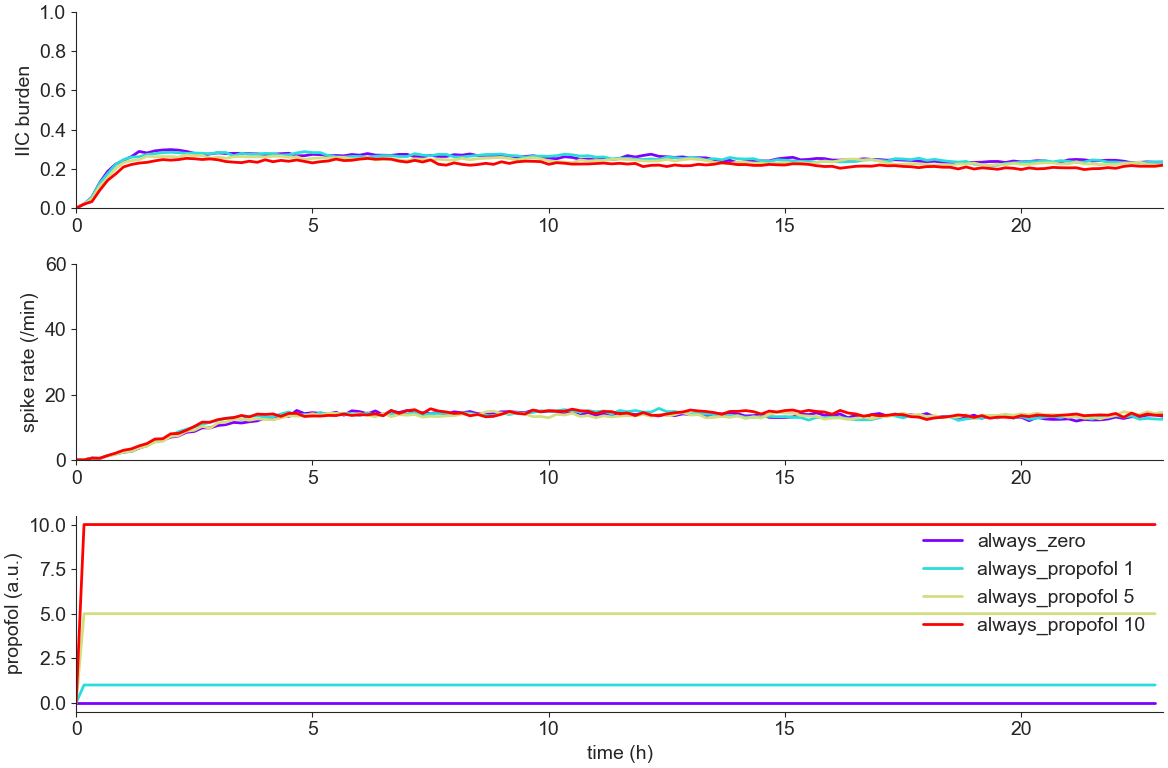 IIC burden
1.0
0.8
0.6
0.4
0.2
0.0
0 5 10 15 20
spike rate (/min)
60
40
20
0
0 5 10 15 20
propofol (a.u.)
10.0
7.5
5.0
2.5
0.0
always_zero
always_propofol 1
always_propofol 5
always_propofol 10
0 5 10 15 20
time (h)